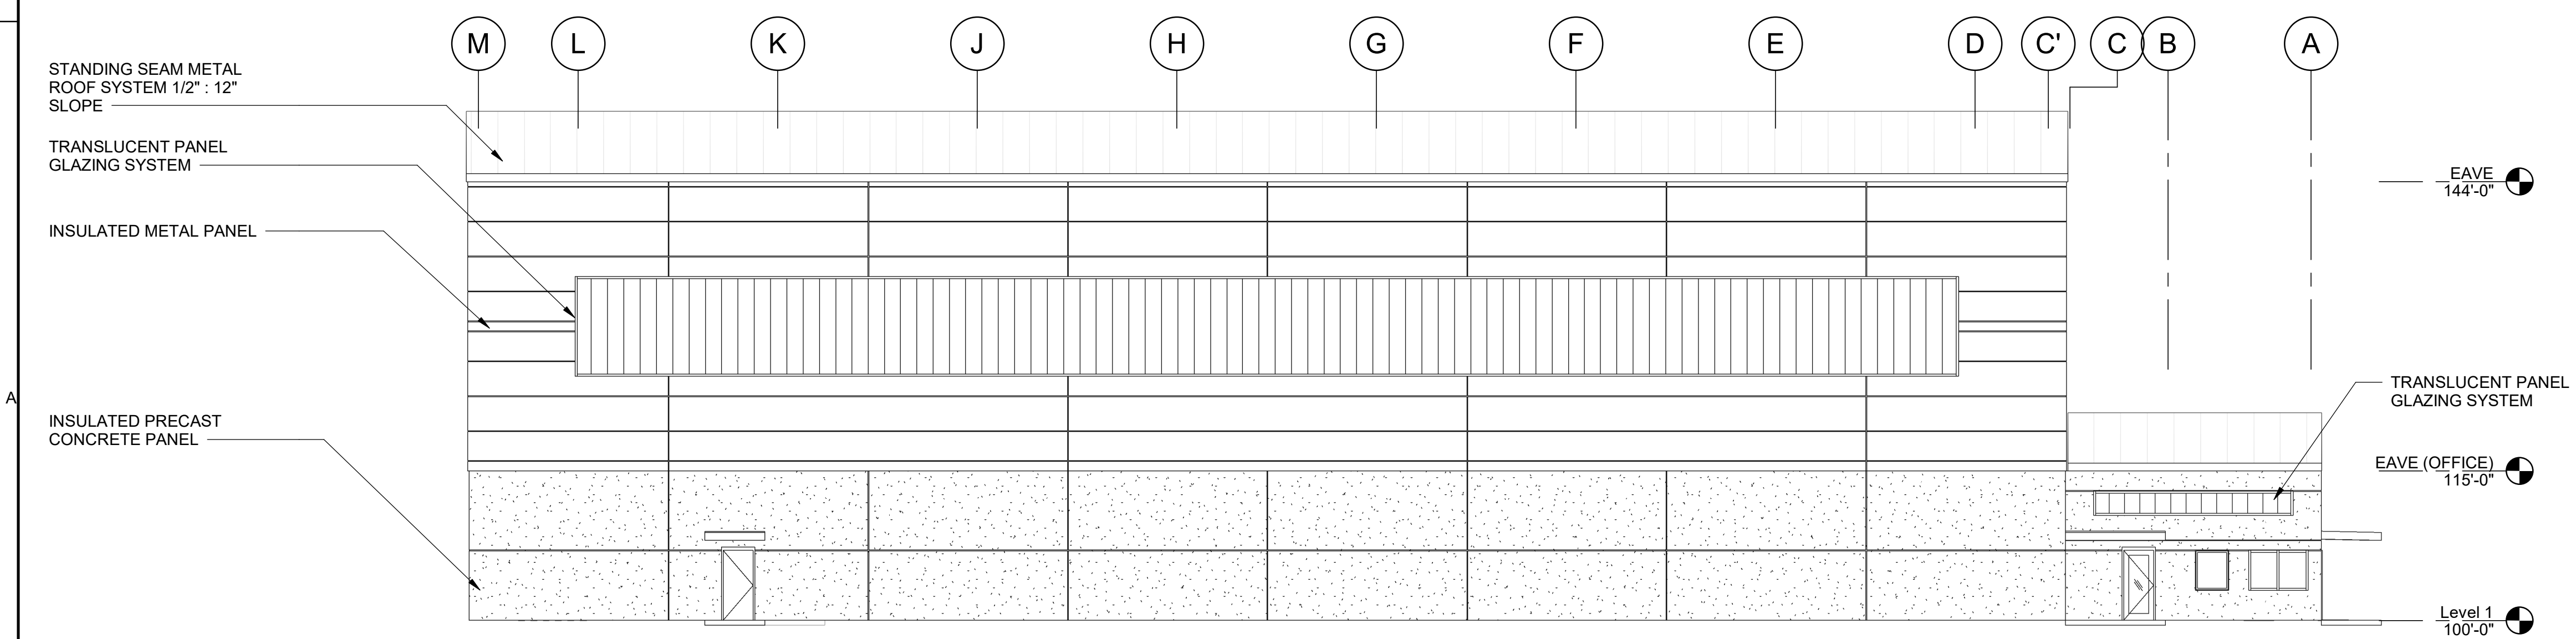 M L K J H G F E D C' C B A
STANDING SEAM METAL
ROOF SYSTEM 1/2" : 12"
SLOPE
TRANSLUCENT PANEL
GLAZING SYSTEM
INSULATED METAL PANEL
INSULATED PRECAST
CONCRETE PANEL
A
EAVE
144'-0"
TRANSLUCENT PANEL
GLAZING SYSTEM
EAVE (OFFICE)
115'-0"
Level 1
100'-0"